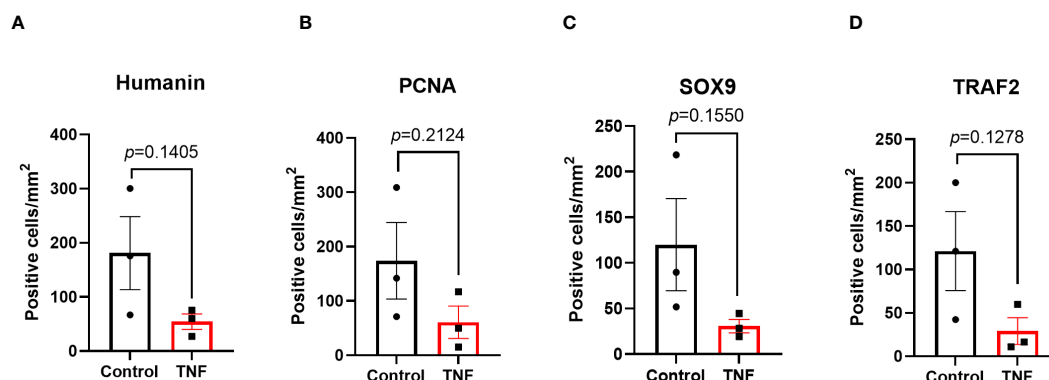 A
B
C
D
Humanin
PCNA
SOX9
TRAF2
p=0.1405
p=0.2124
p=0.1550
p=0.1278
Positive cells/mm²
400
300
200
100
0
Control
TNF
Positive cells/mm²
400
300
200
100
0
Control
TNF
Positive cells/mm²
250
200
150
100
50
0
Control
TNF
Positive cells/mm²
250
200
150
100
50
0
Control
TNF